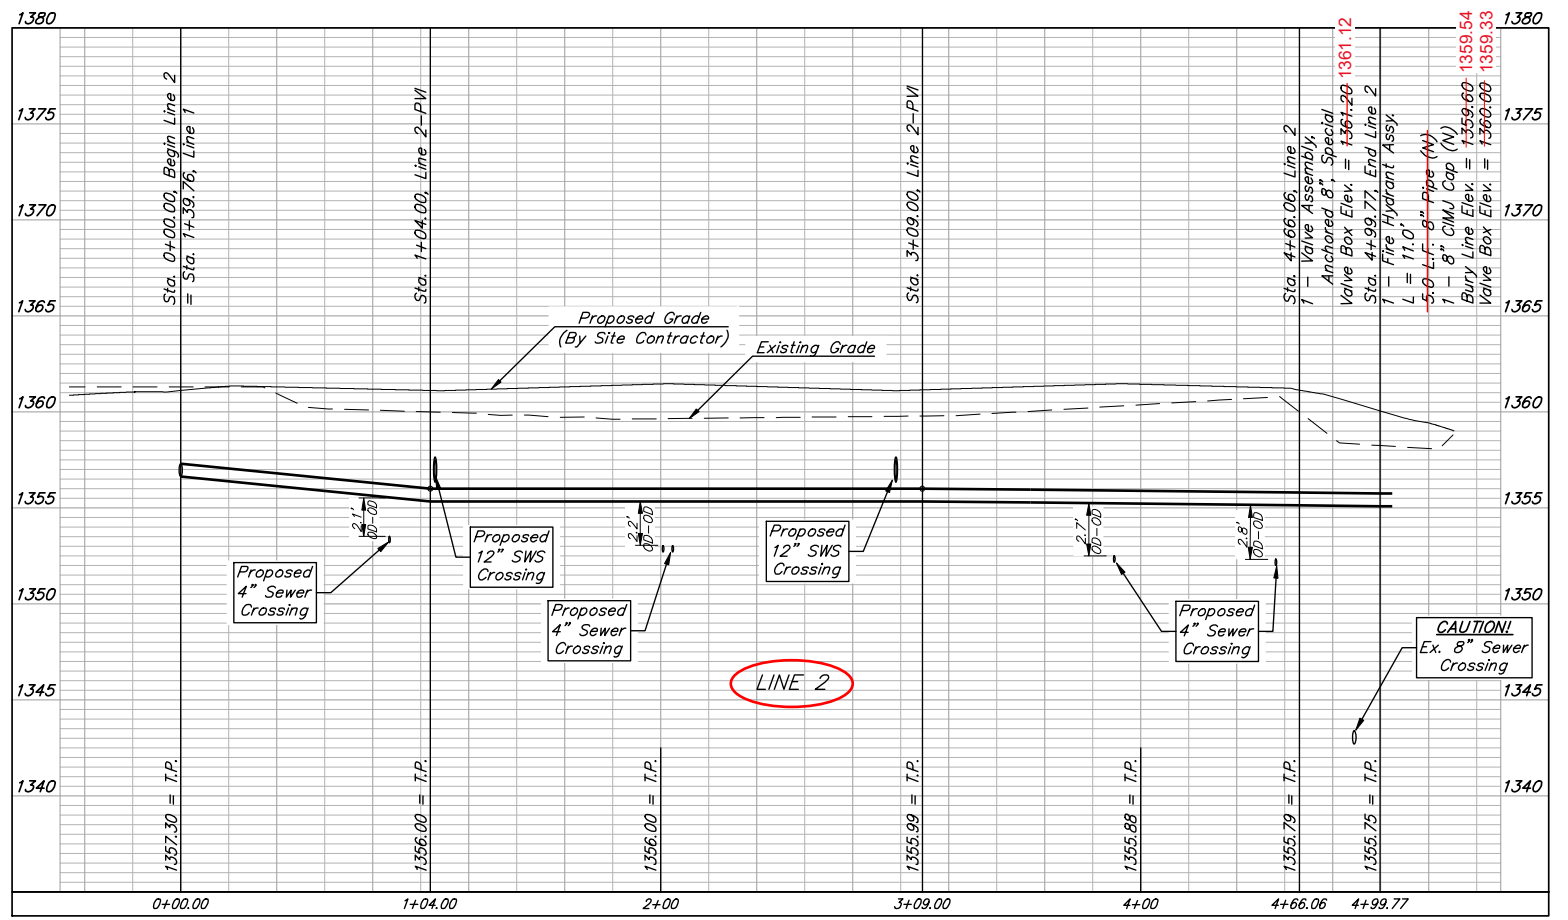 1380
1380
1375
1375
1370
1370
1365
1365
1360
1360
1355
1355
1350
1350
1345
1345
1340
1340
Sta. 0+00.00, Begin Line 2
= Sta. 1+39.76, Line 1
Sta. 1+04.00, Line 2-PVI
Sta. 3+09.00, Line 2-PVI
Sta. 4+66.06, Line 2
1 - Valve Assembly,
Anchored 8", Special
Valve Box Elev. = 1361.20 1361.12
Sta. 4+99.77, End Line 2
1 - Fire Hydrant Assy.
L = 11.0'
5.0 L.F. 8" Pipe (N)
1 - 8" CIMJ Cap (N)
Bury Line Elev. = 1359.60 1359.54
Valve Box Elev. = 1360.00 1359.33
Proposed Grade
(By Site Contractor)
Existing Grade
2.1'
OD-OD
2.2'
OD-OD
2.7'
OD-OD
2.8'
OD-OD
Proposed
4" Sewer
Crossing
Proposed
12" SWS
Crossing
Proposed
4" Sewer
Crossing
Proposed
12" SWS
Crossing
Proposed
4" Sewer
Crossing
CAUTION!
Ex. 8" Sewer
Crossing
LINE 2
1357.30 = T.P.
1356.00 = T.P.
1356.00 = T.P.
1355.99 = T.P.
1355.88 = T.P.
1355.79 = T.P.
1355.75 = T.P.
0+00.00
1+04.00
2+00
3+09.00
4+00
4+66.06
4+99.77